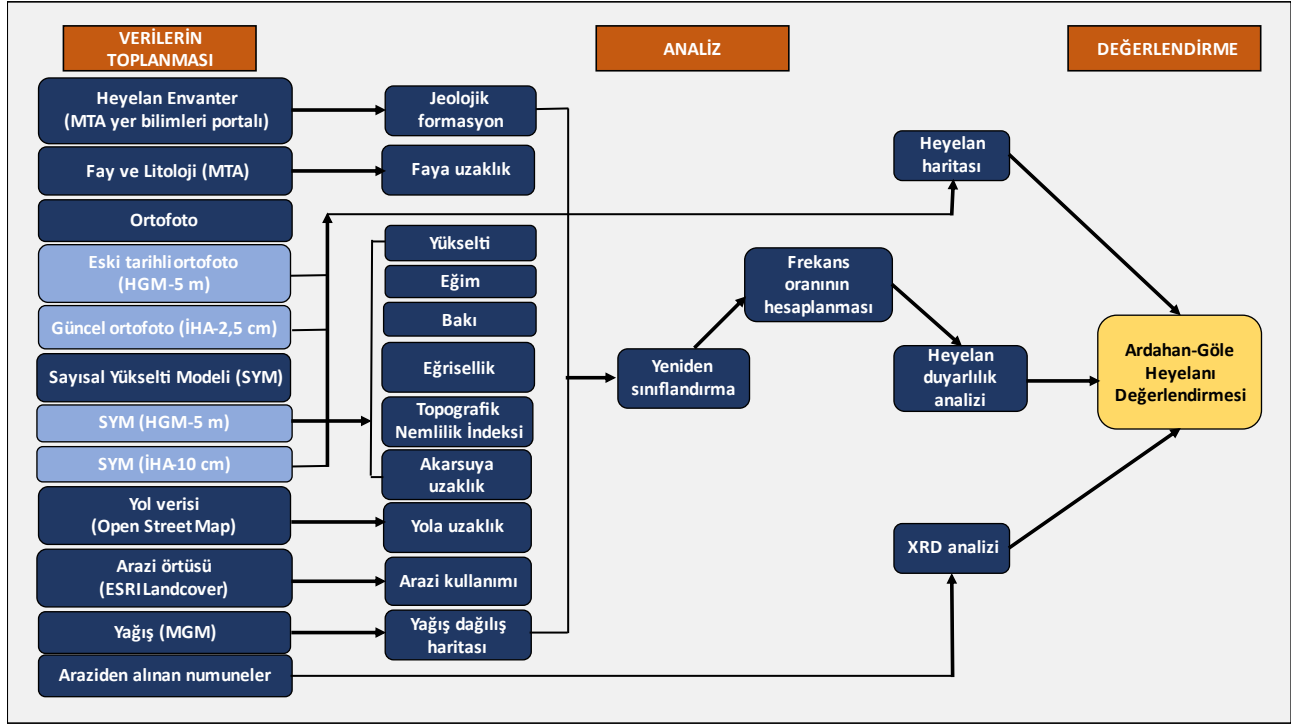 VERİLERİN
TOPLANMASI
ANALİZ
DEĞERLENDİRME
Heyelan Envanter
(MTA yer bilimleri portalı)
Fay ve Litoloji (MTA)
Ortofoto
Eski tarihli ortofoto
(HGM-5 m)
Güncel ortofoto (İHA-2,5 cm)
Sayısal Yükselti Modeli (SYM)
SYM (HGM-5 m)
SYM (İHA-10 cm)
Yol verisi
(Open Street Map)
Arazi örtüsü
(ESRI Landcover)
Yağış (MGM)
Araziden alınan numuneler
Jeolojik
formasyon
Faya uzaklık
Yükselti
Eğim
Bakı
Eğrisellik
Topografik
Nemlilik İndeksi
Akarsuya
uzaklık
Yola uzaklık
Arazi kullanımı
Yağış dağılış
haritası
Yeniden
sınıflandırma
Frekans
oranının
hesaplanması
Heyelan
haritası
Heyelan
duyarlılık
analizi
XRD analizi
Ardahan-Göle
Heyelanı
Değerlendirmesi